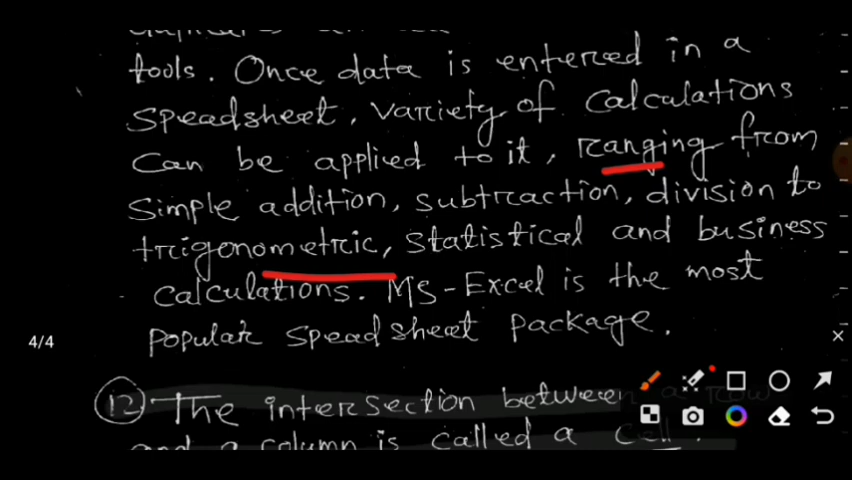 tools. Once data is entered in a
spreadsheet, variety of calculations
can be applied to it, ranging from
simple addition, subtraction, division to
trigonometric, statistical and business
calculations. MS-Excel is the most
popular spreadsheet package.
4/4
12 The intersection between a row
and a column is called a cell.